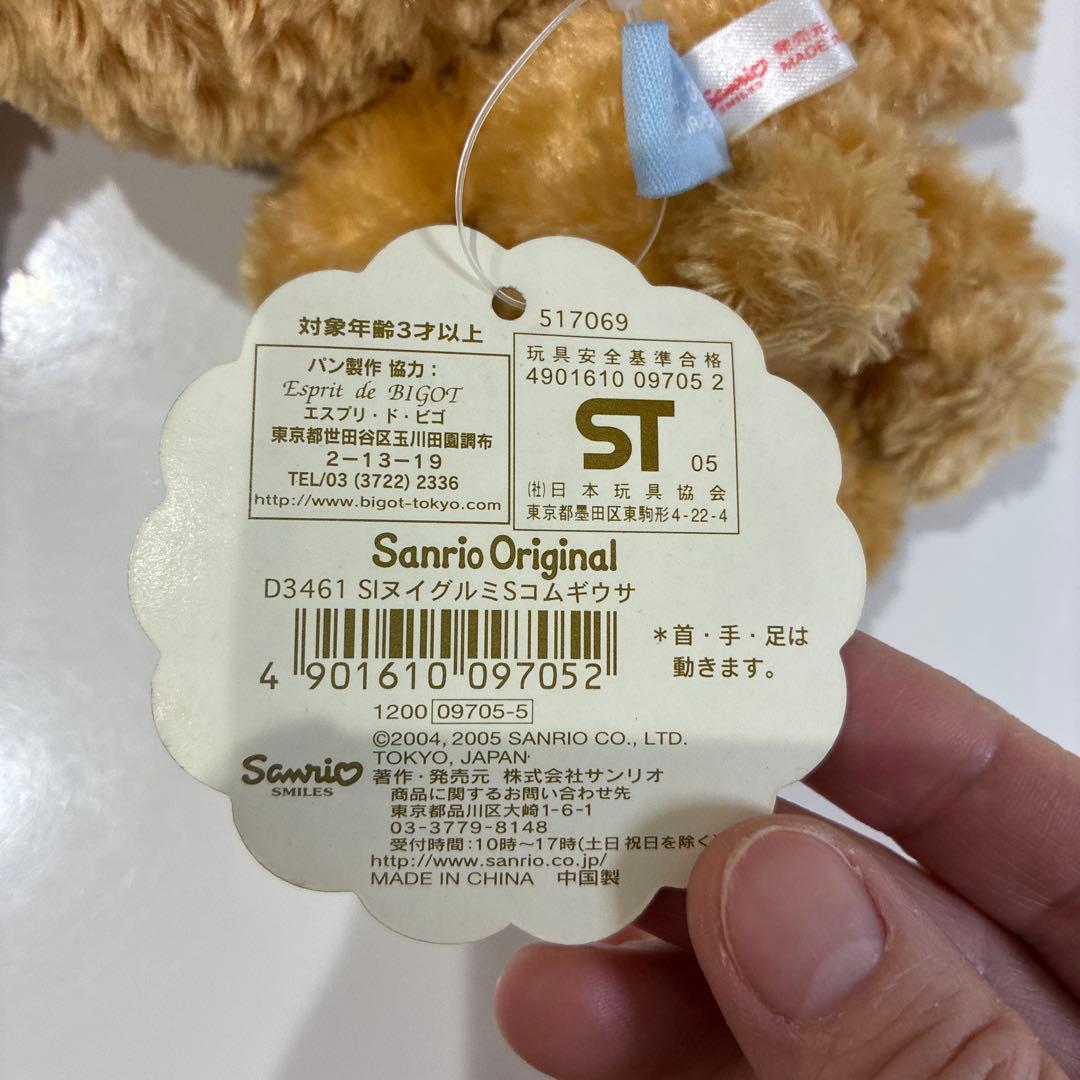 Sanrio
MADE
517069
対象年齢3才以上
パン製作 協力：
Esprit de BIGOT
エスプリ・ド・ビゴ
東京都世田谷区玉川田園調布
2－13－19
TEL/03 (3722) 2336
http://www.bigot-tokyo.com
玩具安全基準合格
4901610 09705 2
ST 05
(社)日本玩具協会
東京都墨田区東駒形4-22-4
Sanrio Original
D3461 SIヌイグルミSコムギウサ
4 901610 097052
＊首・手・足は
動きます。
1200 09705-5
©2004, 2005 SANRIO CO., LTD.
TOKYO, JAPAN
Sanrio
SMILES
著作・発売元 株式会社サンリオ
商品に関するお問い合わせ先
東京都品川区大崎1-6-1
03-3779-8148
受付時間：10時～17時(土日 祝日を除く)
http://www.sanrio.co.jp/
MADE IN CHINA 中国製